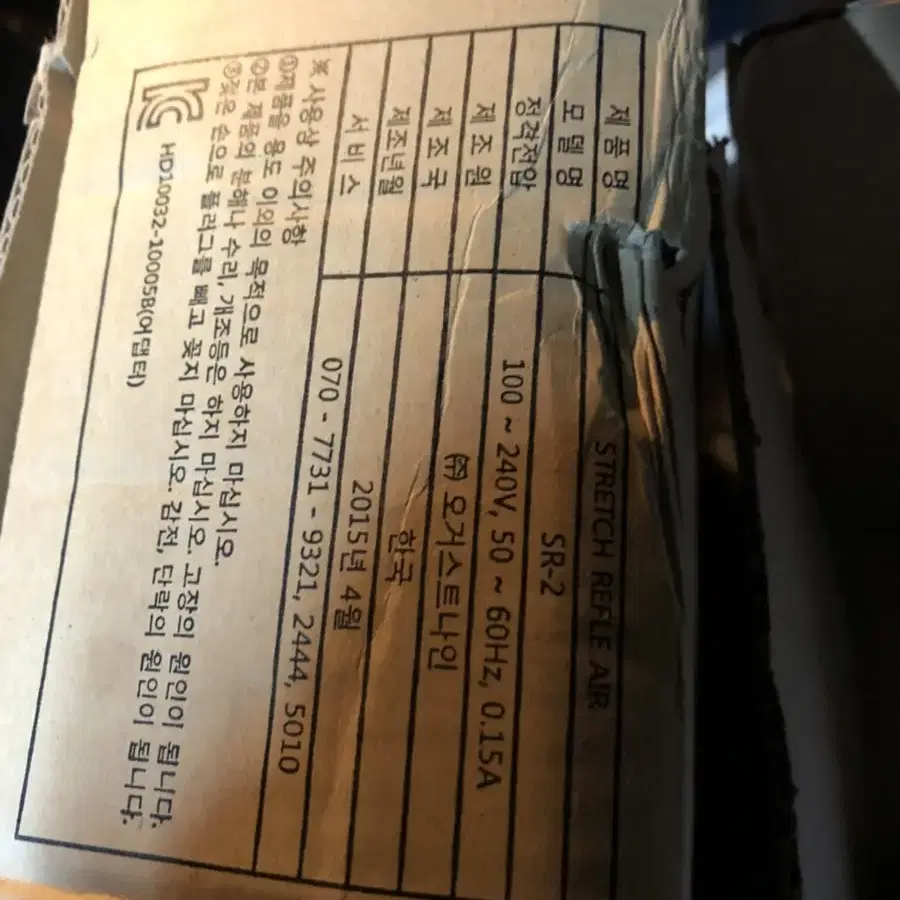 제품명 STRETCH REFLE AIR
모델명 SR-2
정격전압 100 ~ 240V, 50 ~ 60Hz, 0.15A
제조원 ㈜ 오거스트나인
제조국 한국
제조년월 2015년 4월
서비스 070 - 7731 - 9321, 2444, 5010
※ 사용상 주의사항
①제품을 용도 이외의 목적으로 사용하지 마십시오.
②본 제품의 분해나 수리, 개조등은 하지 마십시오. 고장의 원인이 됩니다.
③젖은 손으로 플러그를 빼고 꽂지 마십시오. 감전, 단락의 원인이 됩니다.
KC HD10032-10005B(어댑터)